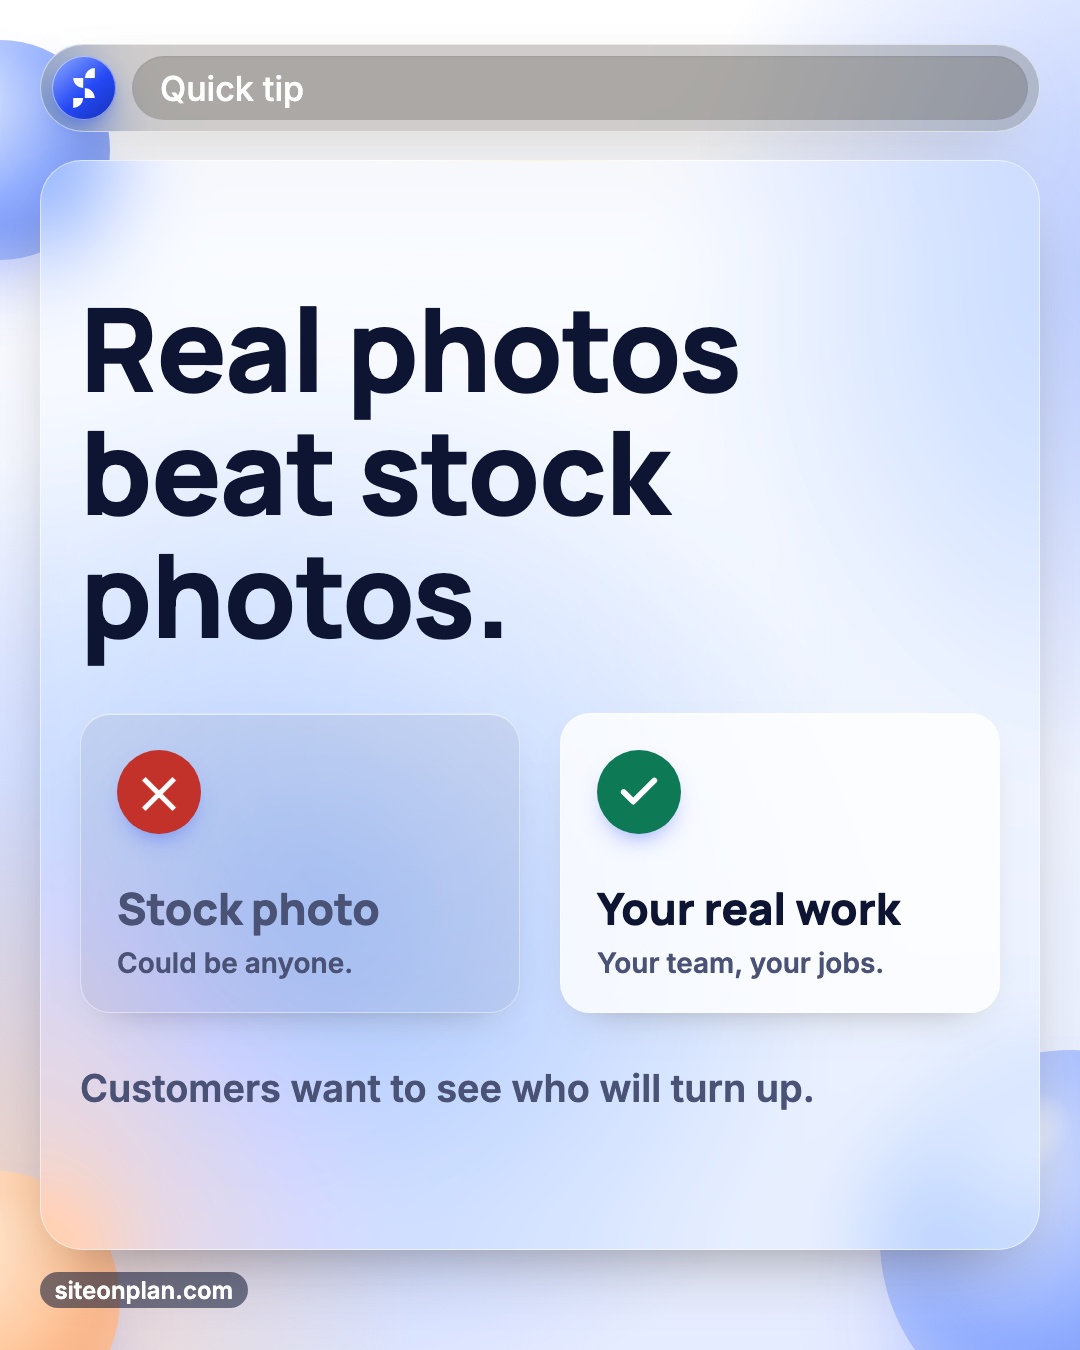 Quick tip
Real photos
beat stock
photos.
Stock photo
Could be anyone.
Your real work
Your team, your jobs.
Customers want to see who will turn up.
siteonplan.com